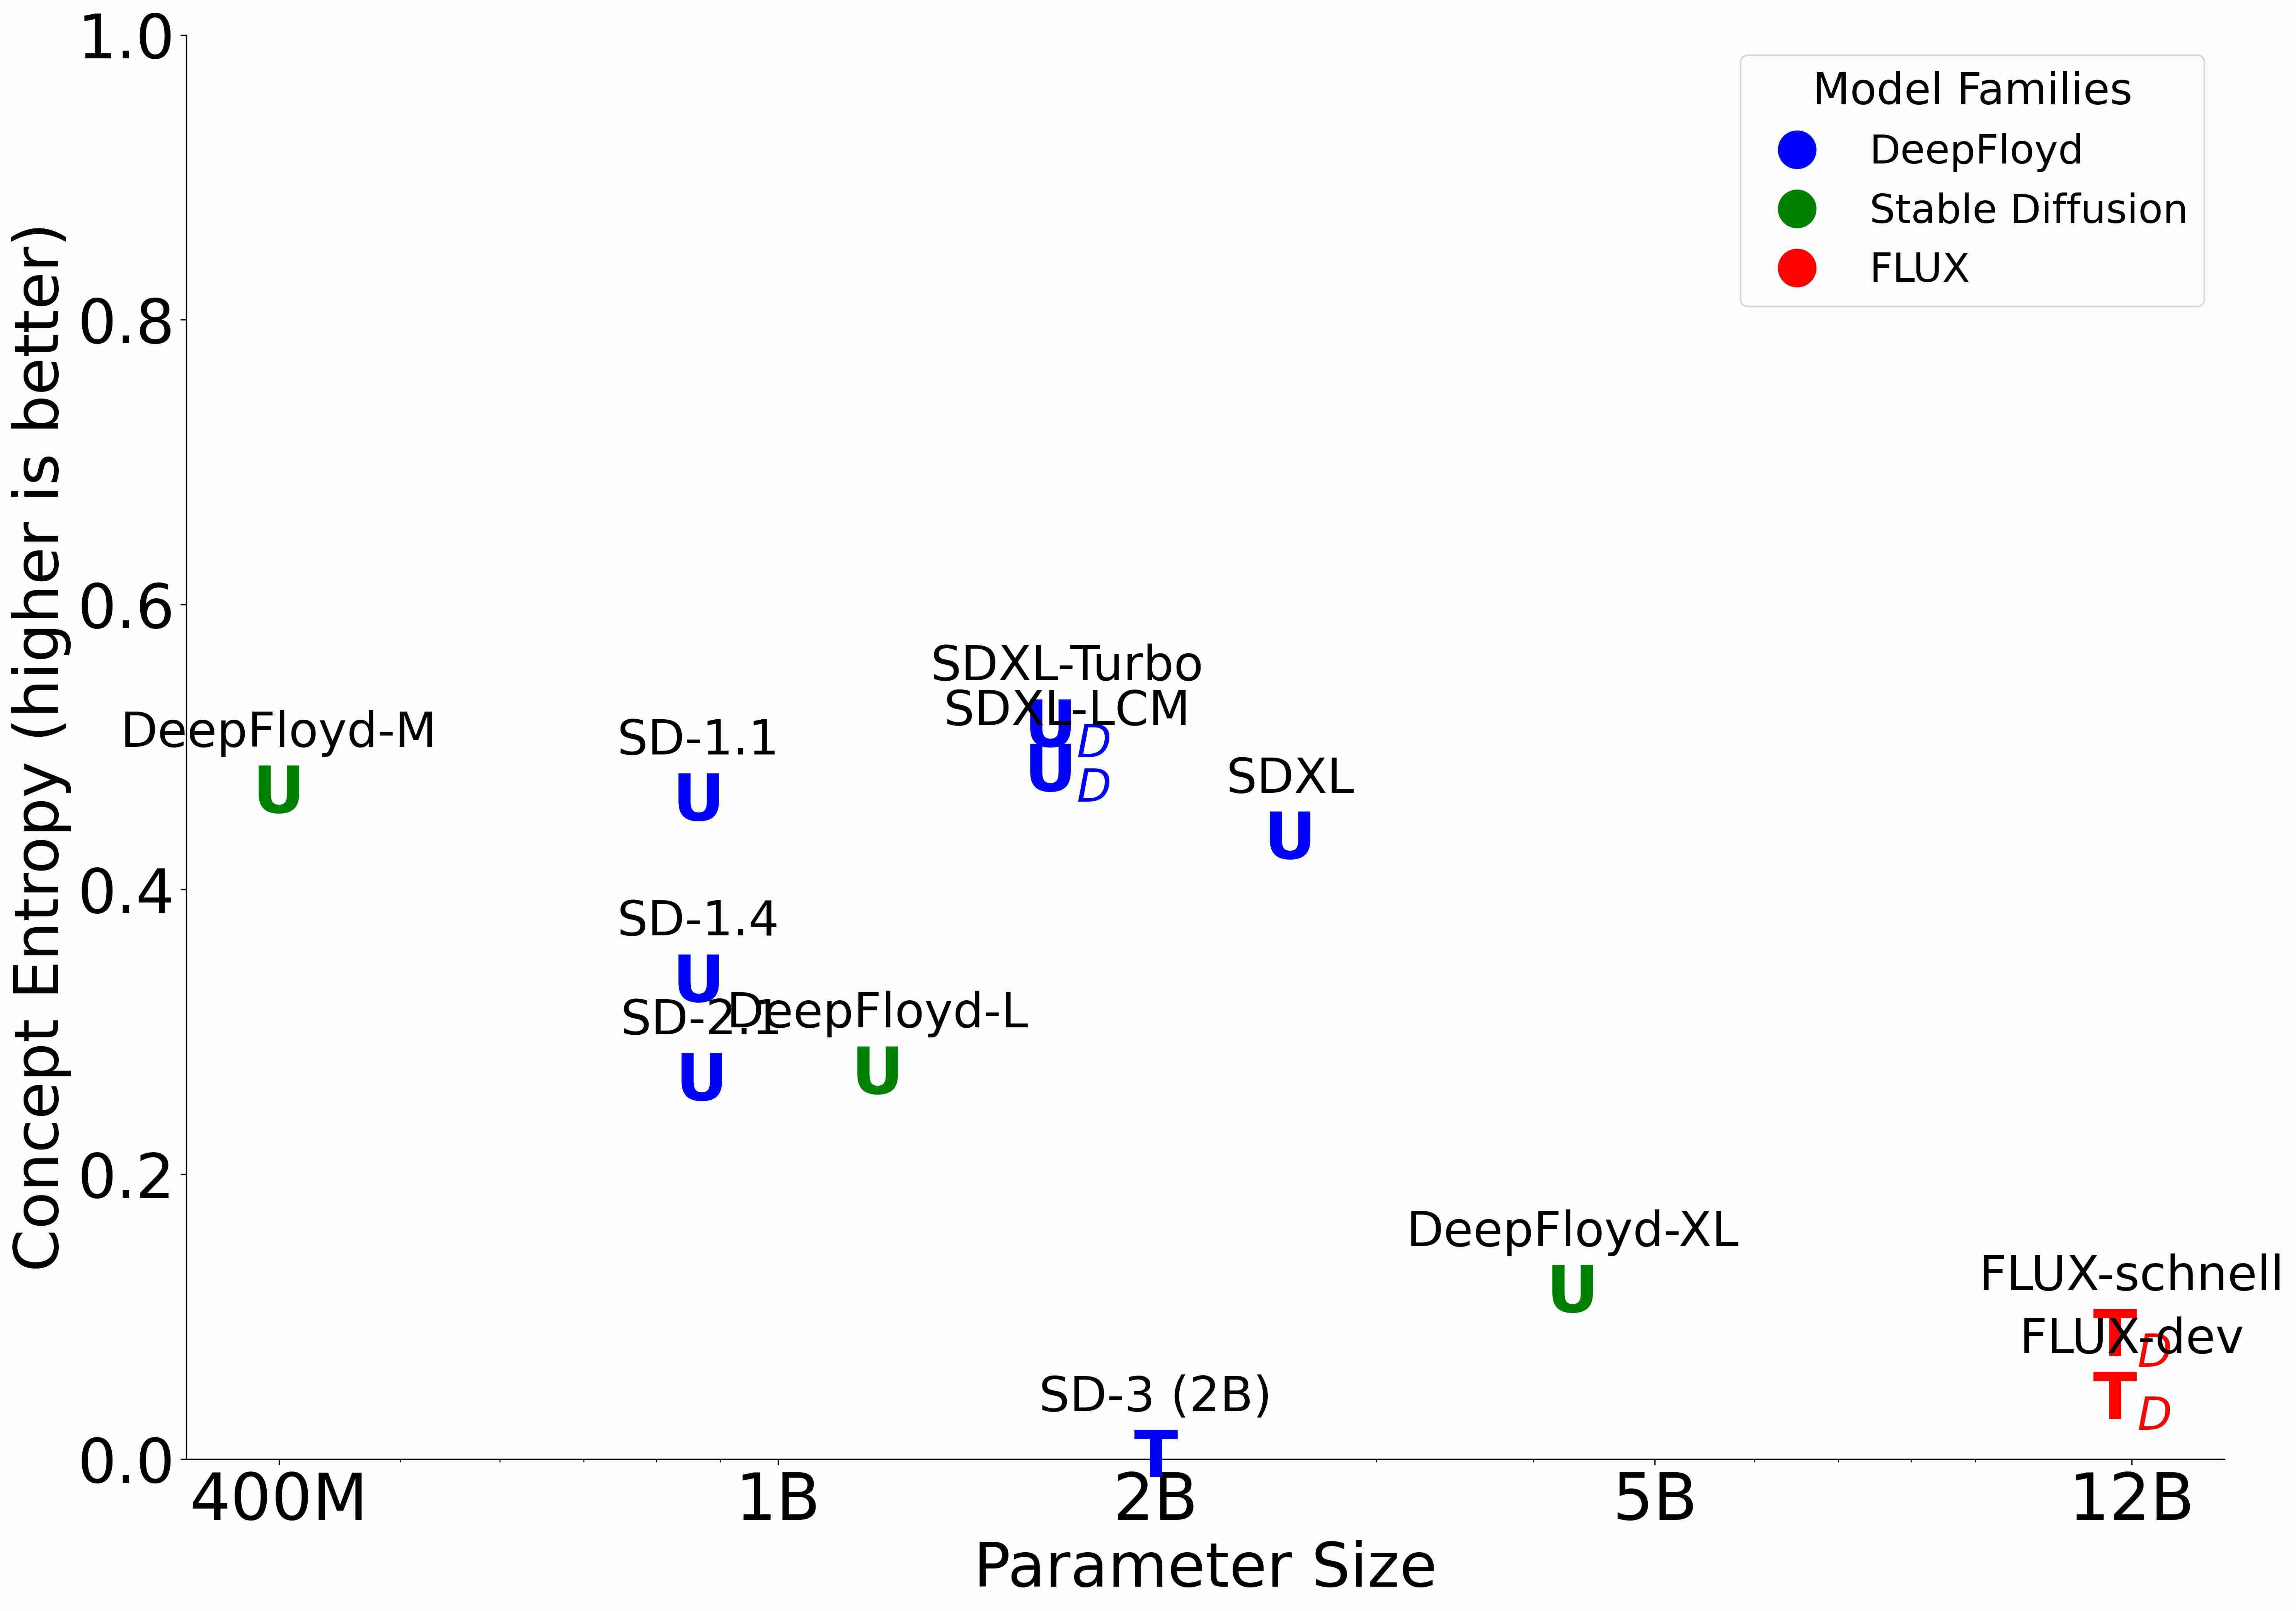 Concept Entropy (higher is better)
1.0
0.8
0.6
0.4
0.2
0.0
Model Families
DeepFloyd
Stable Diffusion
FLUX
SDXL-Turbo
U D
SDXL-LCM
U D
DeepFloyd-M
U
SD-1.1
U
SDXL
U
SD-1.4
U
SD-2.1
U
DeepFloyd-L
U
DeepFloyd-XL
U
FLUX-schnell
T D
FLUX-dev
T D
SD-3 (2B)
T
400M 1B 2B 5B 12B
Parameter Size